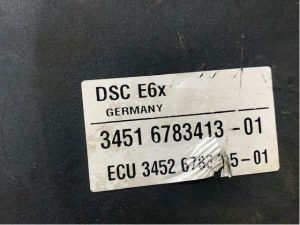 DSC E6x
GERMANY
3451 6783413-01
ECU 3452